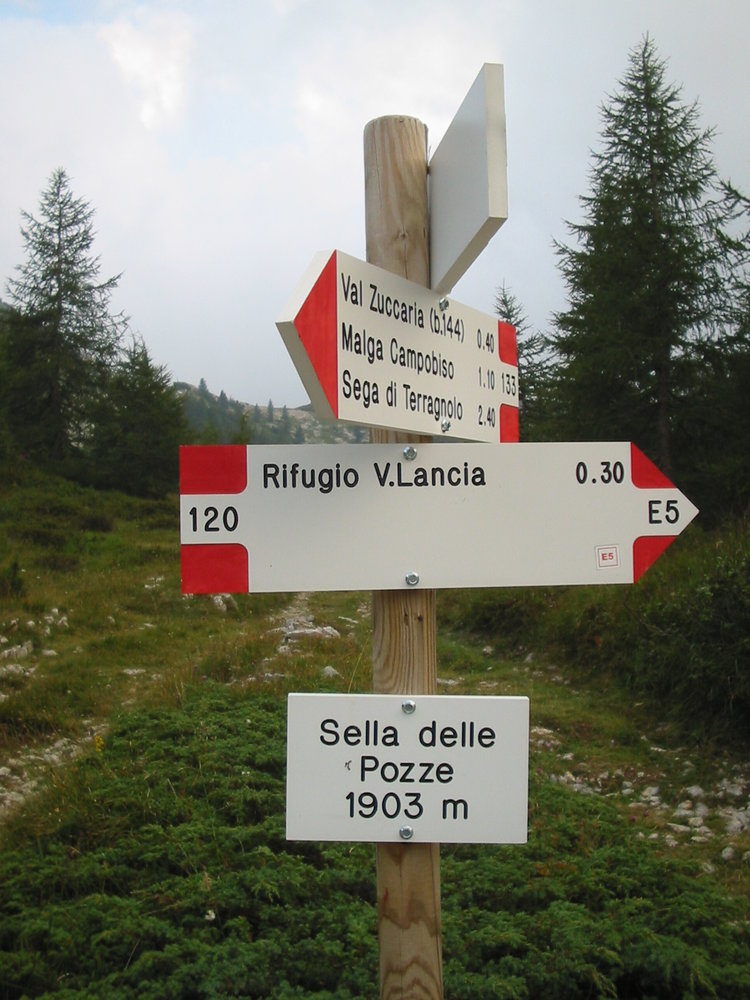 Val Zuccaria (b.144) 0.40
Malga Campobiso 1.10 133
Sega di Terragnolo 2.40
Rifugio V.Lancia 0.30
120 E5
E5
Sella delle
Pozze
1903 m